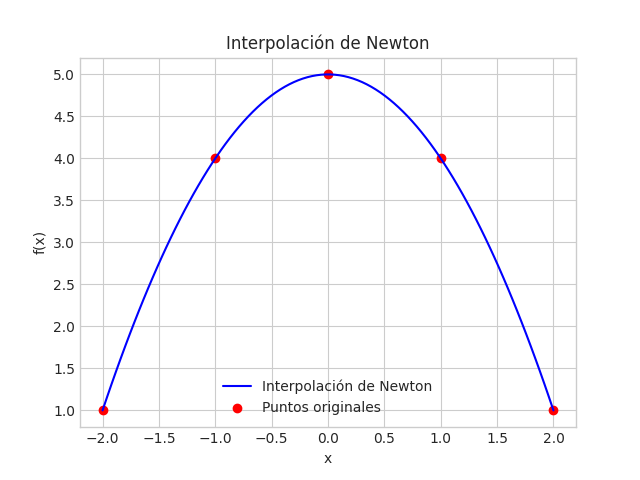 Interpolación de Newton
5.0
4.5
4.0
3.5
3.0
2.5
2.0
1.5
1.0
f(x)
Interpolación de Newton
Puntos originales
−2.0 −1.5 −1.0 −0.5 0.0 0.5 1.0 1.5 2.0
x